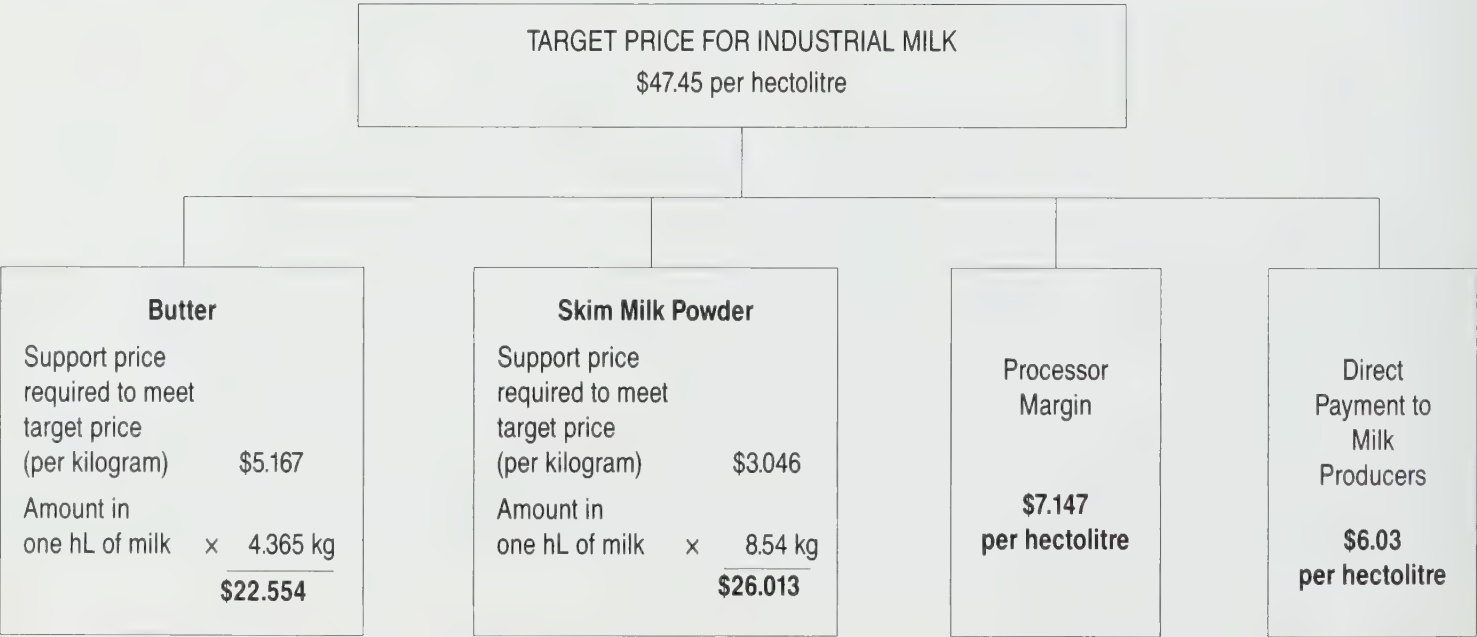 TARGET PRICE FOR INDUSTRIAL MILK
$47.45 per hectolitre
Butter
Support price
required to meet
target price
(per kilogram) $5.167
Amount in
one hL of milk × 4.365 kg
$22.554
Skim Milk Powder
Support price
required to meet
target price
(per kilogram) $3.046
Amount in
one hL of milk × 8.54 kg
$26.013
Processor
Margin
$7.147
per hectolitre
Direct
Payment to
Milk
Producers
$6.03
per hectolitre